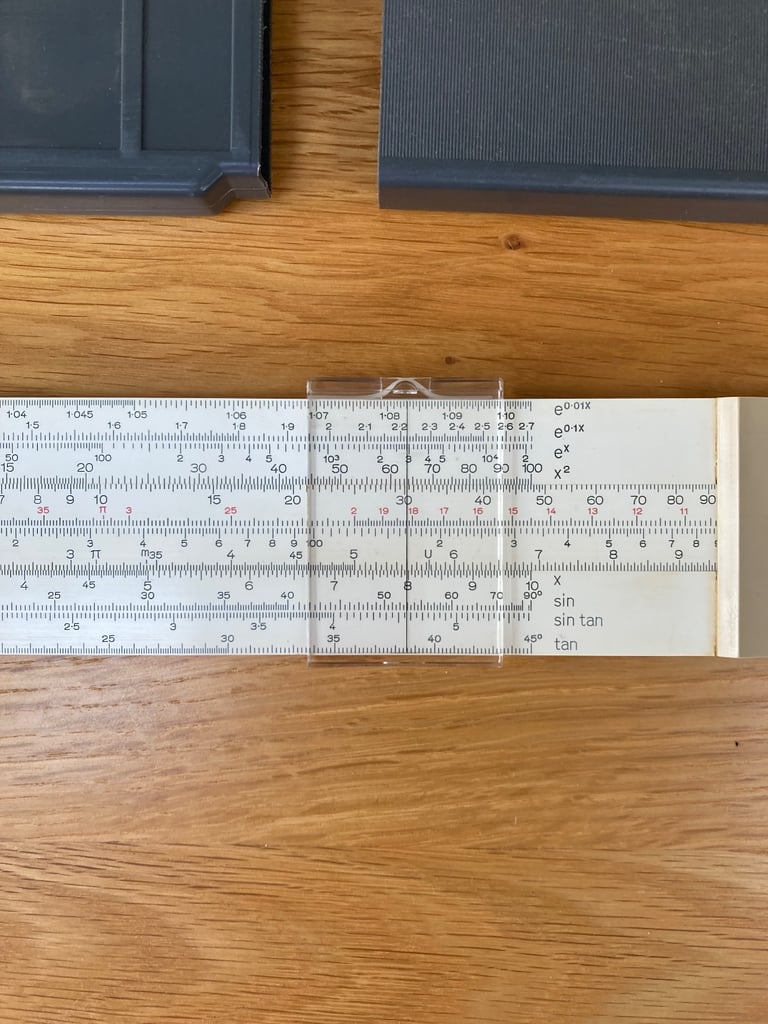 1·04 1·045 1·05 1·06 1·07 1·08 1·09 1·10 e^0·01x
1·5 1·6 1·7 1·8 1·9 2 2·1 2·2 2·3 2·4 2·5 2·6 2·7 e^0·1x
50 100 2 3 4 5 10³ 2 3 4 5 10⁴ 2 e^x
15 20 30 40 50 60 70 80 90 100 x²
7 8 9 10 15 20 30 40 50 60 70 80 90
35 π 3 25 2 19 18 17 16 15 14 13 12 11
2 3 4 5 6 7 8 9 100 2 3 4 5 6 7 8 9
3 π m35 4 45 5 U 6 7 8 9
4 45 5 6 7 8 9 10 x
25 30 35 40 50 60 70 90° sin
2·5 3 3·5 4 5 sin tan
25 30 35 40 45° tan